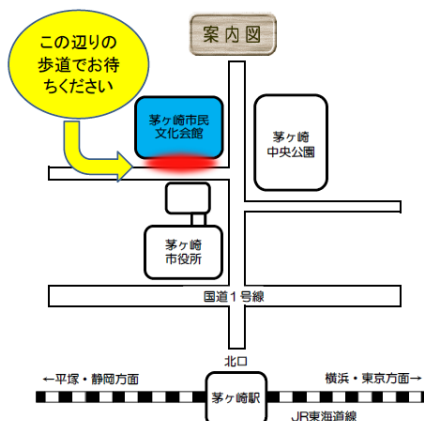 案内図
この辺りの
歩道でお待
ちください
茅ヶ崎市民
文化会館
茅ヶ崎
中央公園
茅ヶ崎
市役所
国道1号線
北口
←平塚・静岡方面
横浜・東京方面→
茅ヶ崎駅
JR東海道線